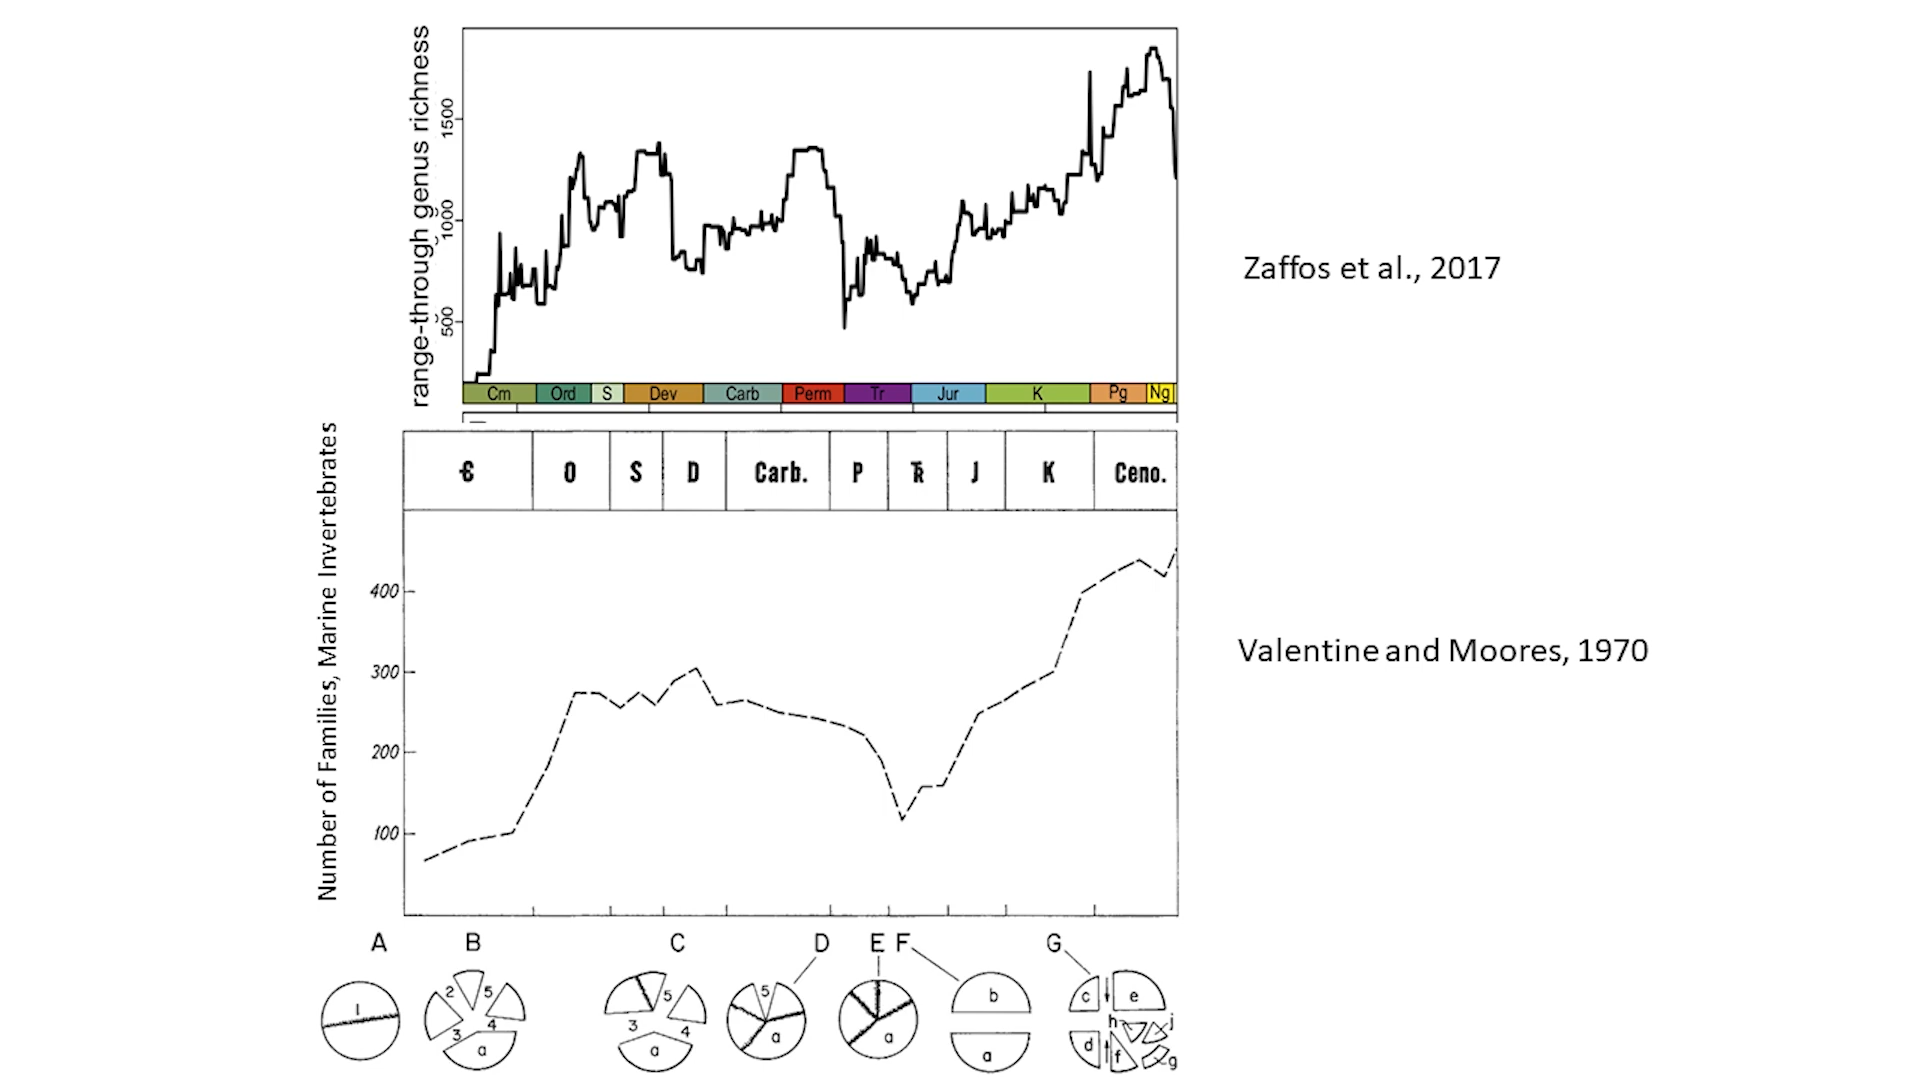 range-through genus richness
1500
1000
500
Cm Ord S Dev Carb Perm Tr Jur K Pg Ng
Zaffos et al., 2017
Є O S D Carb. P TR J K Ceno.
Number of Families, Marine Invertebrates
400
300
200
100
Valentine and Moores, 1970
A B C D E F G
1
2 5 3 4 a
5 3 4 a
5 a
a
b a
c e h j d f g